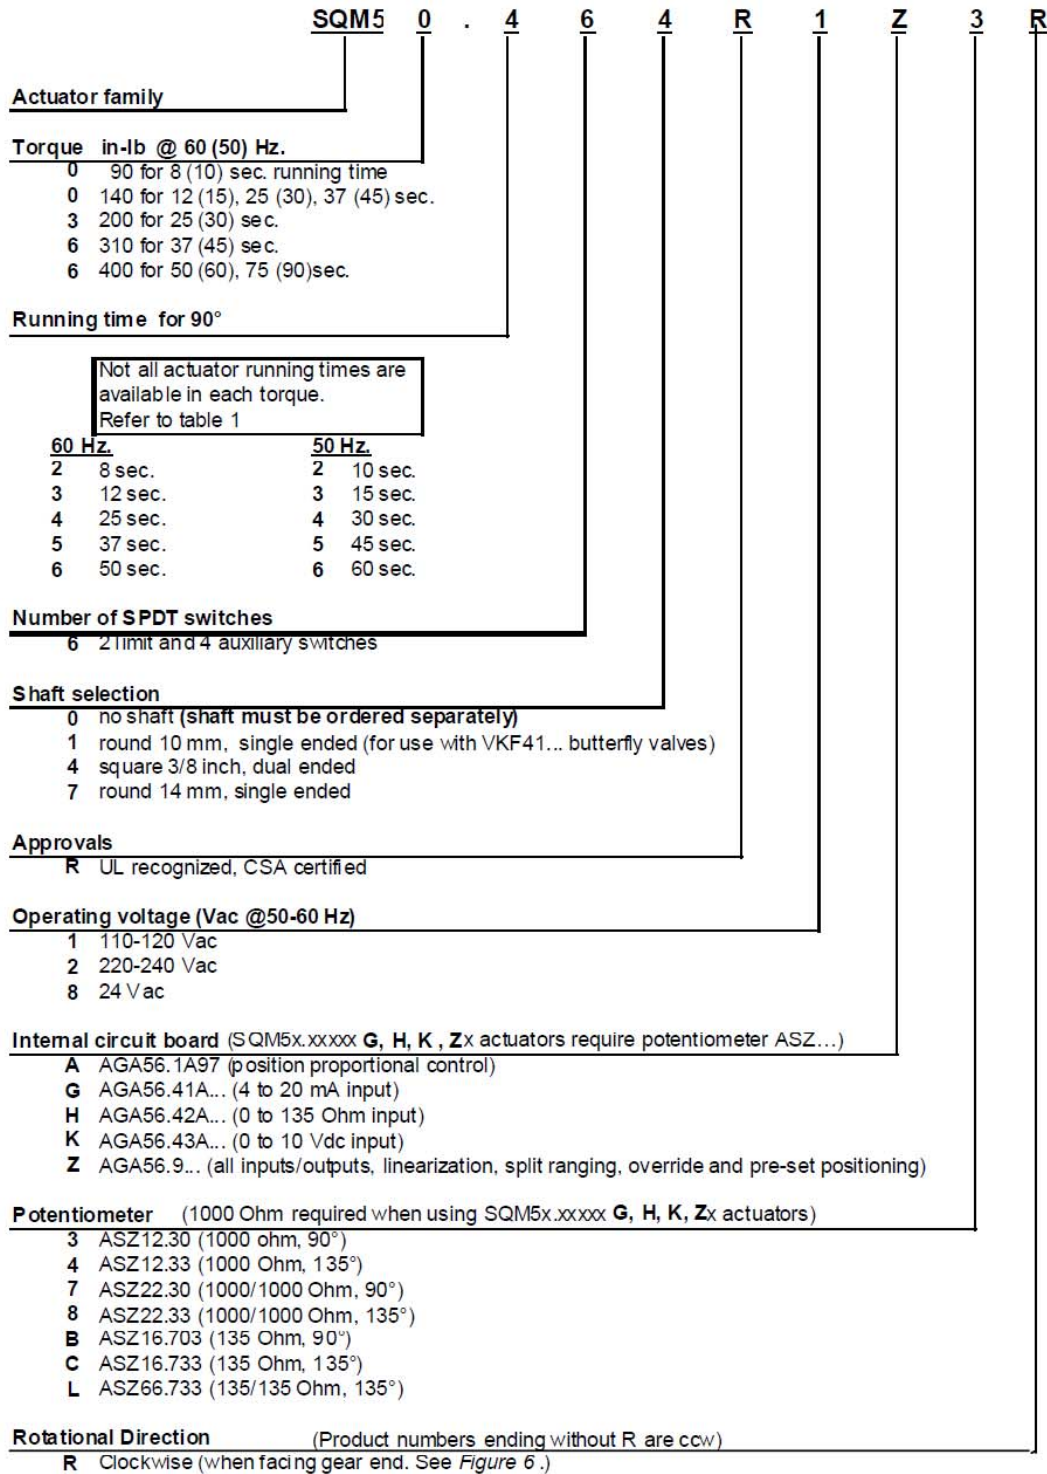 SQM5 0 . 4 6 4 R 1 Z 3 R
Actuator family
Torque in-lb @ 60 (50) Hz.
0 90 for 8 (10) sec. running time
0 140 for 12 (15), 25 (30), 37 (45) sec.
3 200 for 25 (30) sec.
6 310 for 37 (45) sec.
6 400 for 50 (60), 75 (90)sec.
Running time for 90°
Not all actuator running times are
available in each torque.
Refer to table 1
60 Hz. 50 Hz.
2 8 sec. 2 10 sec.
3 12 sec. 3 15 sec.
4 25 sec. 4 30 sec.
5 37 sec. 5 45 sec.
6 50 sec. 6 60 sec.
Number of SPDT switches
6 2 limit and 4 auxiliary switches
Shaft selection
0 no shaft (shaft must be ordered separately)
1 round 10 mm, single ended (for use with VKF41... butterfly valves)
4 square 3/8 inch, dual ended
7 round 14 mm, single ended
Approvals
R UL recognized, CSA certified
Operating voltage (Vac @50-60 Hz)
1 110-120 Vac
2 220-240 Vac
8 24 Vac
Internal circuit board (SQM5x.xxxxx G, H, K , Zx actuators require potentiometer ASZ...)
A AGA56.1A97 (position proportional control)
G AGA56.41A... (4 to 20 mA input)
H AGA56.42A... (0 to 135 Ohm input)
K AGA56.43A... (0 to 10 Vdc input)
Z AGA56.9... (all inputs/outputs, linearization, split ranging, override and pre-set positioning)
Potentiometer (1000 Ohm required when using SQM5x.xxxxx G, H, K, Zx actuators)
3 ASZ12.30 (1000 ohm, 90°)
4 ASZ12.33 (1000 Ohm, 135°)
7 ASZ22.30 (1000/1000 Ohm, 90°)
8 ASZ22.33 (1000/1000 Ohm, 135°)
B ASZ16.703 (135 Ohm, 90°)
C ASZ16.733 (135 Ohm, 135°)
L ASZ66.733 (135/135 Ohm, 135°)
Rotational Direction (Product numbers ending without R are ccw)
R Clockwise (when facing gear end. See Figure 6 .)